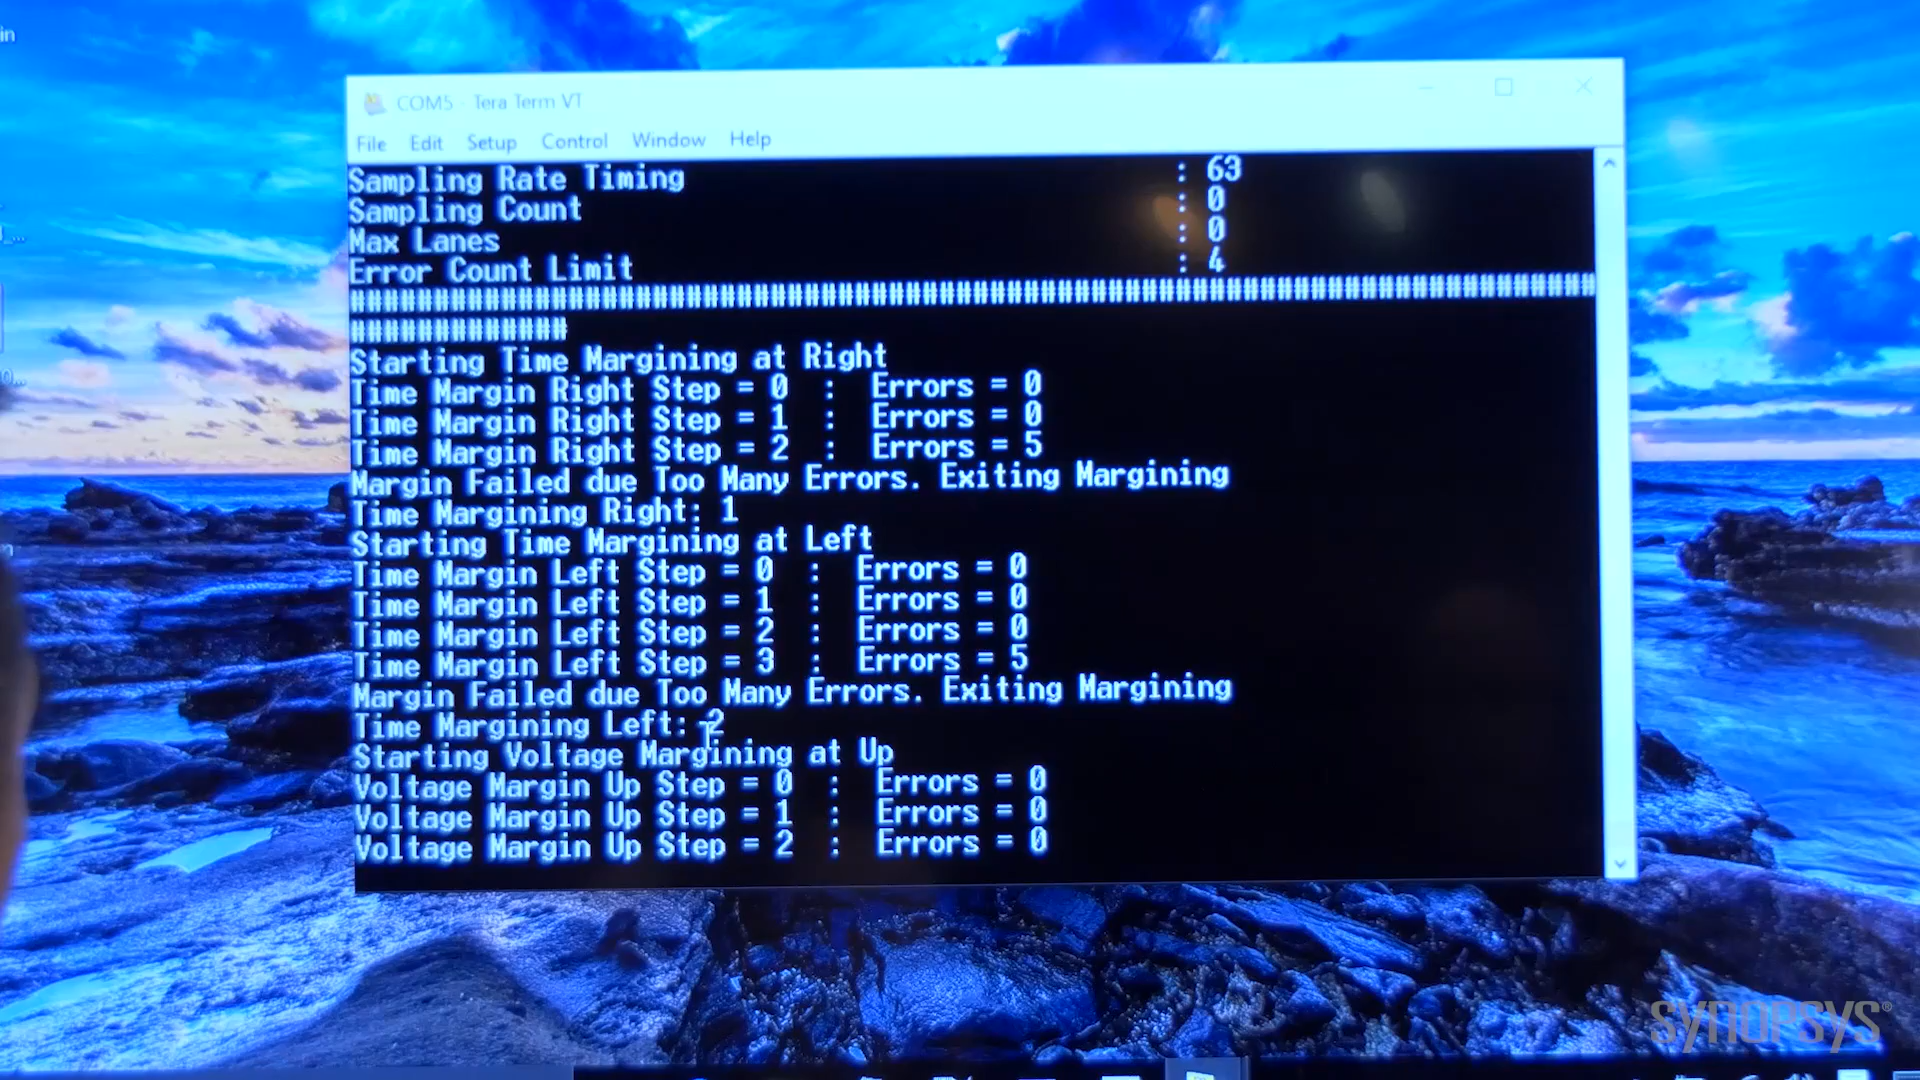 in
COM5 - Tera Term VT
File Edit Setup Control Window Help
Sampling Rate Timing : 63
Sampling Count : 0
Max Lanes : 0
Error Count Limit : 4
Starting Time Margining at Right
Time Margin Right Step = 0 : Errors = 0
Time Margin Right Step = 1 : Errors = 0
Time Margin Right Step = 2 : Errors = 5
Margin Failed due Too Many Errors. Exiting Margining
Time Margining Right: 1
Starting Time Margining at Left
Time Margin Left Step = 0 : Errors = 0
Time Margin Left Step = 1 : Errors = 0
Time Margin Left Step = 2 : Errors = 0
Time Margin Left Step = 3 : Errors = 5
Margin Failed due Too Many Errors. Exiting Margining
Time Margining Left: -2
Starting Voltage Margining at Up
Voltage Margin Up Step = 0 : Errors = 0
Voltage Margin Up Step = 1 : Errors = 0
Voltage Margin Up Step = 2 : Errors = 0
SYNOPSYS®